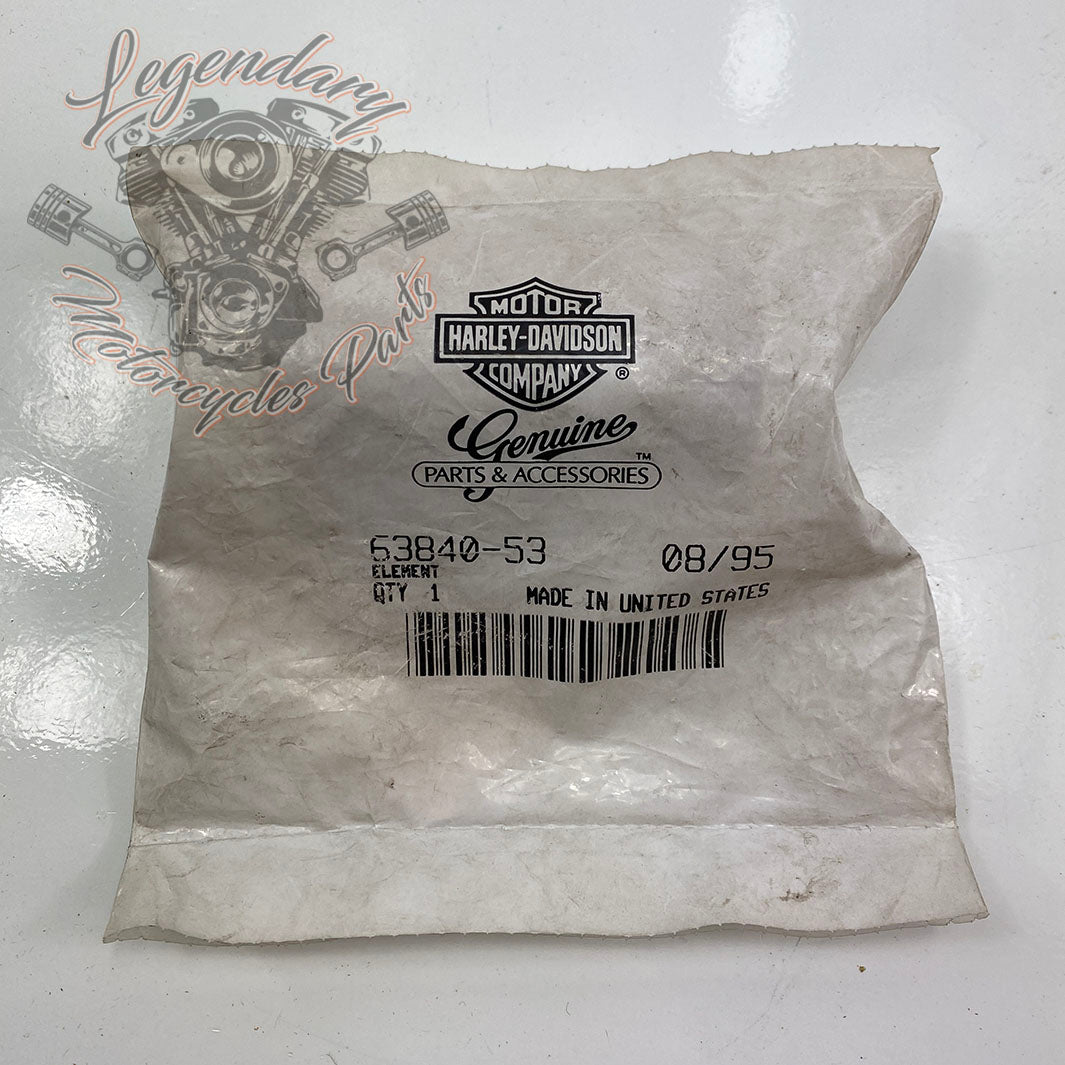 Legendary
Motorcycles Parts
MOTOR
HARLEY-DAVIDSON
COMPANY ®
Genuine ™
PARTS & ACCESSORIES
63840-53 08/95
ELEMENT
QTY 1 MADE IN UNITED STATES